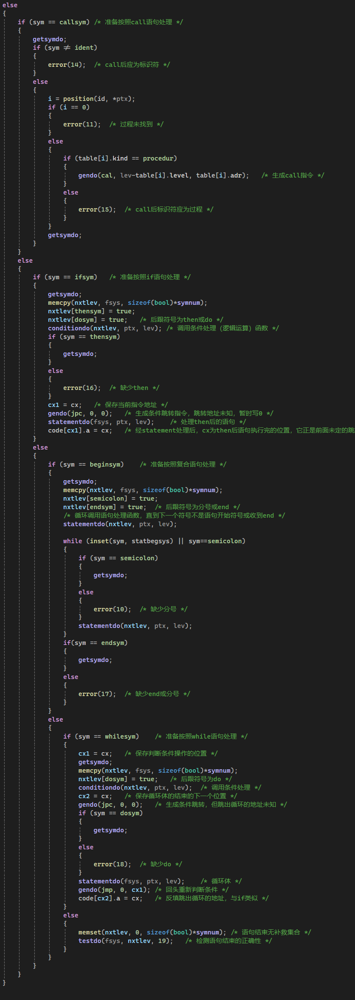 else
{
    if (sym == callsym) /* 准备按照call语句处理 */
    {
        getsymdo;
        if (sym != ident)
        {
            error(14);  /* call后应为标识符 */
        }
        else
        {
            i = position(id, *ptx);
            if (i == 0)
            {
                error(11);  /* 过程未找到 */
            }
            else
            {
                if (table[i].kind == procedur)
                {
                    gendo(cal, lev-table[i].level, table[i].adr);   /* 生成call指令 */
                }
                else
                {
                    error(15);  /* call后标识符应为过程 */
                }
            }
            getsymdo;
        }
    }
    else
    {
        if (sym == ifsym)   /* 准备按照if语句处理 */
        {
            getsymdo;
            memcpy(nxtlev, fsys, sizeof(bool)*symnum);
            nxtlev[thensym] = true;
            nxtlev[dosym] = true;   /* 后跟符号为then或do */
            conditiondo(nxtlev, ptx, lev); /* 调用条件处理（逻辑运算）函数 */
            if (sym == thensym)
            {
                getsymdo;
            }
            else
            {
                error(16);  /* 缺少then */
            }
            cx1 = cx;   /* 保存当前指令地址 */
            gendo(jpc, 0, 0);   /* 生成条件跳转指令，跳转地址未知，暂时写0 */
            statementdo(fsys, ptx, lev);    /* 处理then后的语句 */
            code[cx1].a = cx;   /* 经statement处理后，cx为then后语句执行完的位置，它正是前面未定的跳
        }
        else
        {
            if (sym == beginsym)    /* 准备按照复合语句处理 */
            {
                getsymdo;
                memcpy(nxtlev, fsys, sizeof(bool)*symnum);
                nxtlev[semicolon] = true;
                nxtlev[endsym] = true;  /* 后跟符号为分号或end */
                /* 循环调用语句处理函数，直到下一个符号不是语句开始符号或收到end */
                statementdo(nxtlev, ptx, lev);

                while (inset(sym, statbegsys) || sym==semicolon)
                {
                    if (sym == semicolon)
                    {
                        getsymdo;
                    }
                    else
                    {
                        error(10);  /* 缺少分号 */
                    }
                    statementdo(nxtlev, ptx, lev);
                }
                if(sym == endsym)
                {
                    getsymdo;
                }
                else
                {
                    error(17);  /* 缺少end或分号 */
                }
            }
            else
            {
                if (sym == whilesym)    /* 准备按照while语句处理 */
                {
                    cx1 = cx;   /* 保存判断条件操作的位置 */
                    getsymdo;
                    memcpy(nxtlev, fsys, sizeof(bool)*symnum);
                    nxtlev[dosym] = true;   /* 后跟符号为do */
                    conditiondo(nxtlev, ptx, lev);  /* 调用条件处理 */
                    cx2 = cx;   /* 保存循环体的结束的下一个位置 */
                    gendo(jpc, 0, 0);   /* 生成条件跳转，但跳出循环的地址未知 */
                    if (sym == dosym)
                    {
                        getsymdo;
                    }
                    else
                    {
                        error(18);  /* 缺少do */
                    }
                    statementdo(fsys, ptx, lev);    /* 循环体 */
                    gendo(jmp, 0, cx1); /* 回头重新判断条件 */
                    code[cx2].a = cx;   /* 反填跳出循环的地址，与if类似 */
                }
                else
                {
                    memset(nxtlev, 0, sizeof(bool)*symnum); /* 语句结束无补救集合 */
                    testdo(fsys, nxtlev, 19);   /* 检测语句结束的正确性 */
                }
            }
        }
    }
}